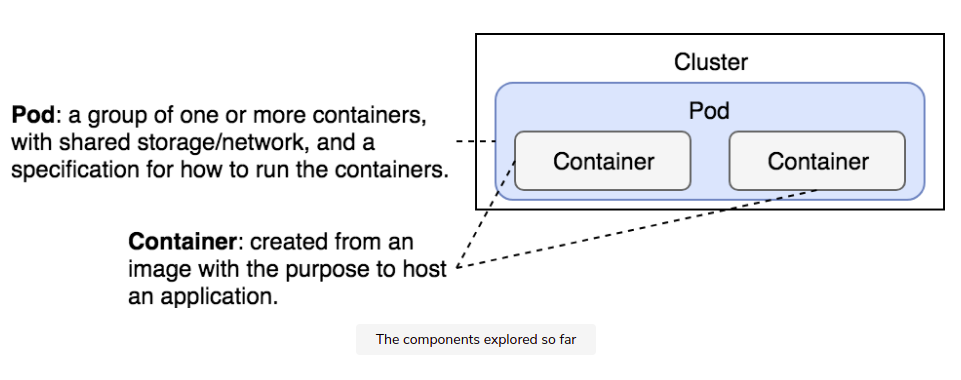 Cluster
Pod: a group of one or more containers,
with shared storage/network, and a
specification for how to run the containers.
Pod
Container
Container
Container: created from an
image with the purpose to host
an application.
The components explored so far